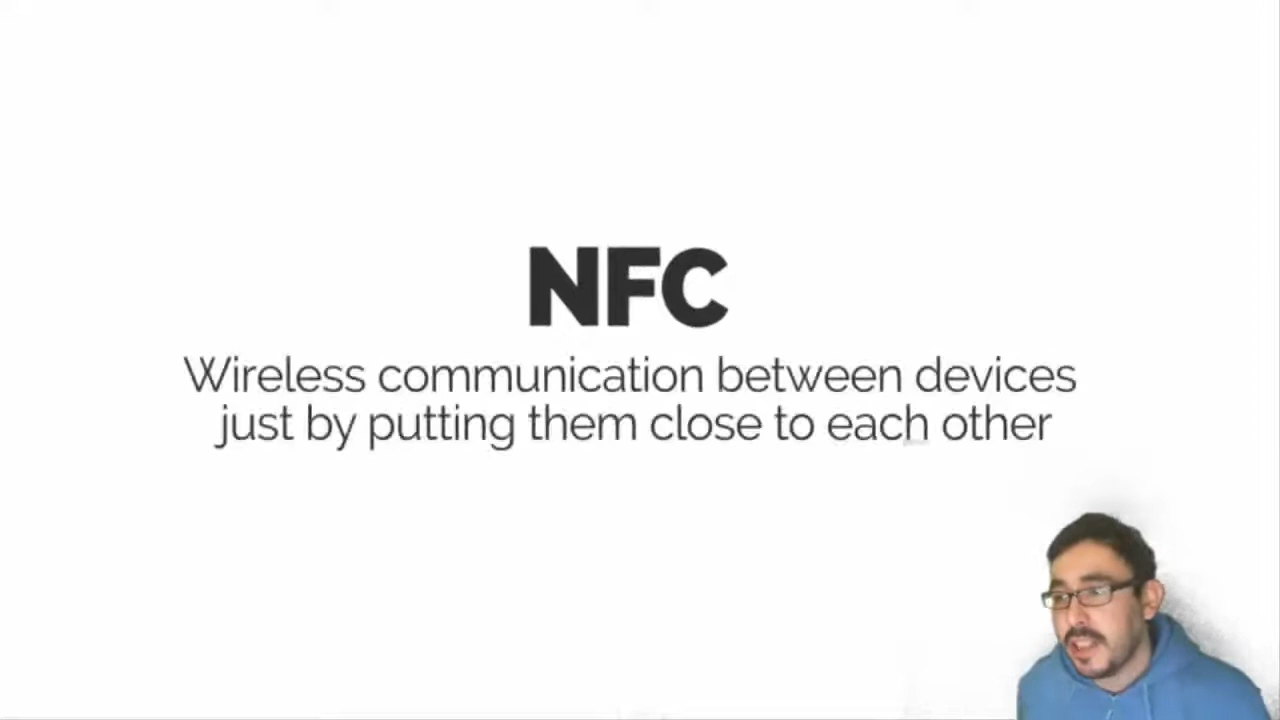 NFC
Wireless communication between devices
just by putting them close to each other